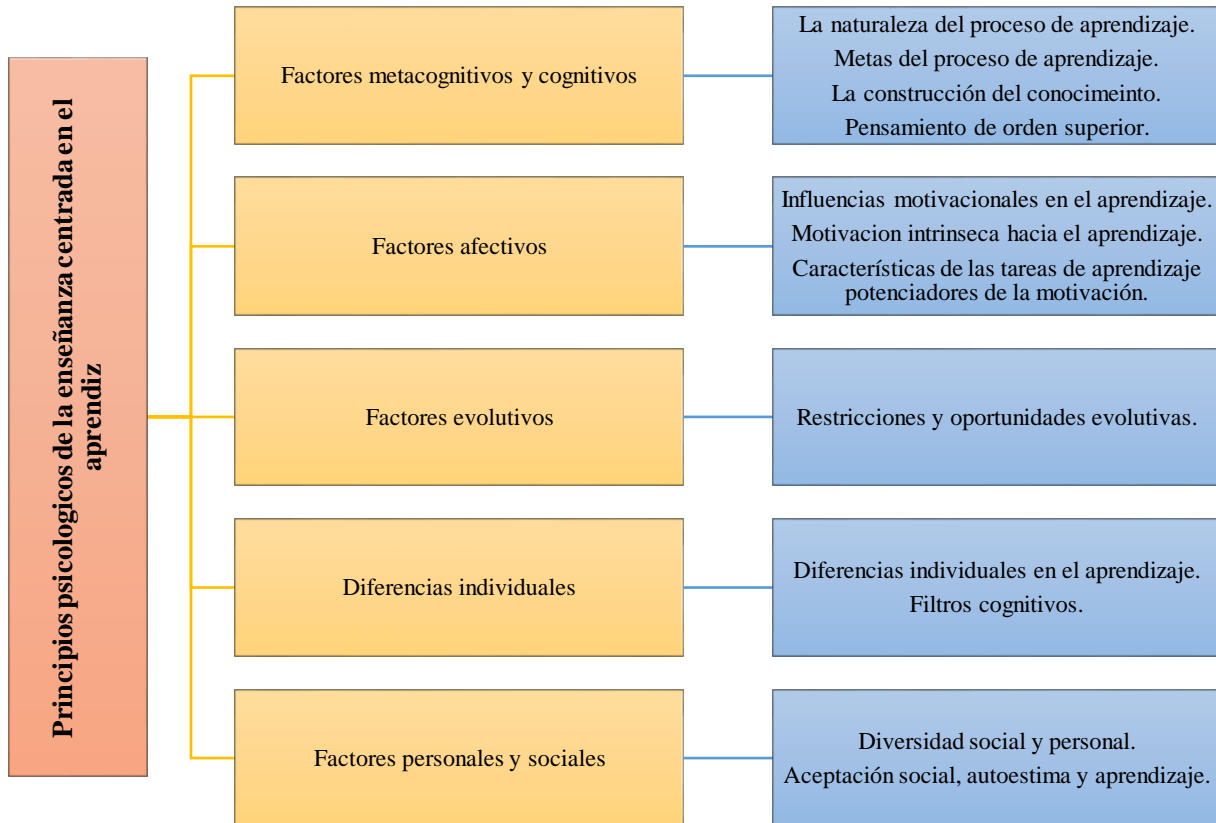 Principios psicologicos de la enseñanza centrada en el
aprendiz
Factores metacognitivos y cognitivos
La naturaleza del proceso de aprendizaje.
Metas del proceso de aprendizaje.
La construcción del conocimeinto.
Pensamiento de orden superior.
Factores afectivos
Influencias motivacionales en el aprendizaje.
Motivacion intrinseca hacia el aprendizaje.
Característícas de las tareas de aprendizaje
potenciadores de la motivación.
Factores evolutivos
Restricciones y oportunidades evolutivas.
Diferencias individuales
Diferencias individuales en el aprendizaje.
Filtros cognitivos.
Factores personales y sociales
Diversidad social y personal.
Aceptación social, autoestima y aprendizaje.